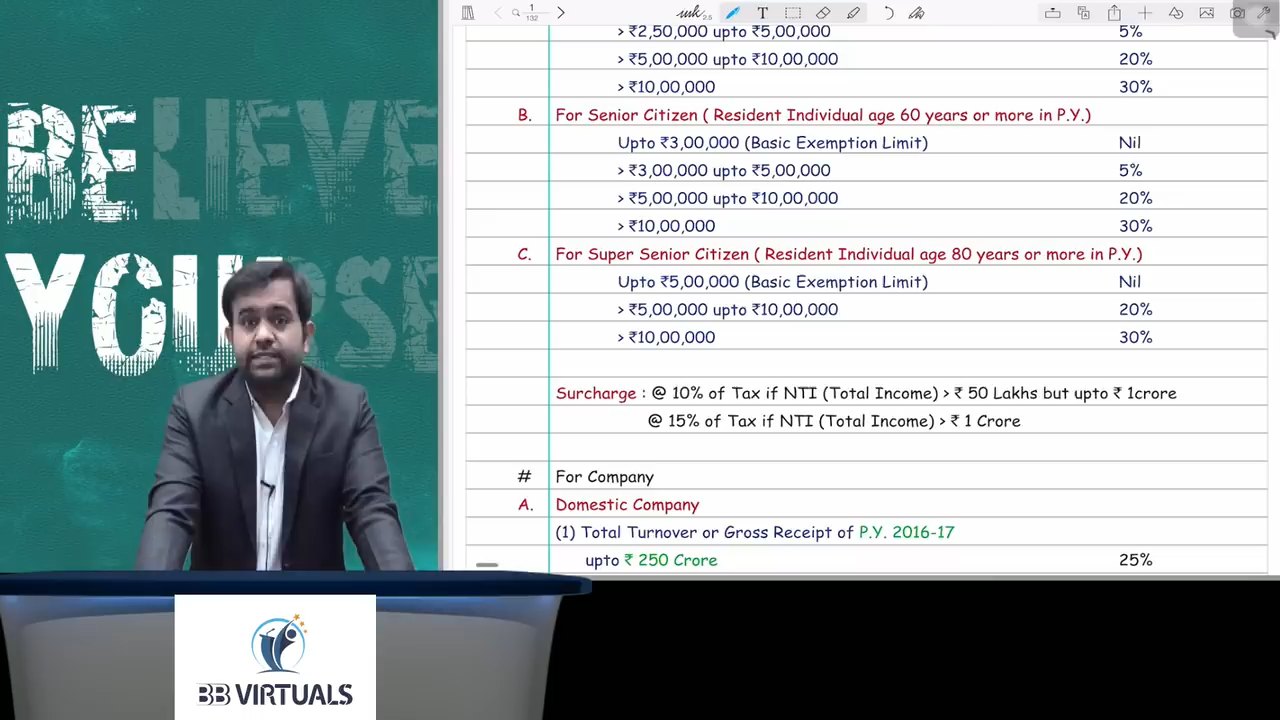 BELIEVE
YOURSE
1
132
ink 2.5
T
> ₹2,50,000 upto ₹5,00,000 5%
> ₹5,00,000 upto ₹10,00,000 20%
> ₹10,00,000 30%
B. For Senior Citizen ( Resident Individual age 60 years or more in P.Y.)
Upto ₹3,00,000 (Basic Exemption Limit) Nil
> ₹3,00,000 upto ₹5,00,000 5%
> ₹5,00,000 upto ₹10,00,000 20%
> ₹10,00,000 30%
C. For Super Senior Citizen ( Resident Individual age 80 years or more in P.Y.)
Upto ₹5,00,000 (Basic Exemption Limit) Nil
> ₹5,00,000 upto ₹10,00,000 20%
> ₹10,00,000 30%
Surcharge : @ 10% of Tax if NTI (Total Income) > ₹ 50 Lakhs but upto ₹ 1crore
@ 15% of Tax if NTI (Total Income) > ₹ 1 Crore
# For Company
A. Domestic Company
(1) Total Turnover or Gross Receipt of P.Y. 2016-17
upto ₹ 250 Crore 25%
BB VIRTUALS